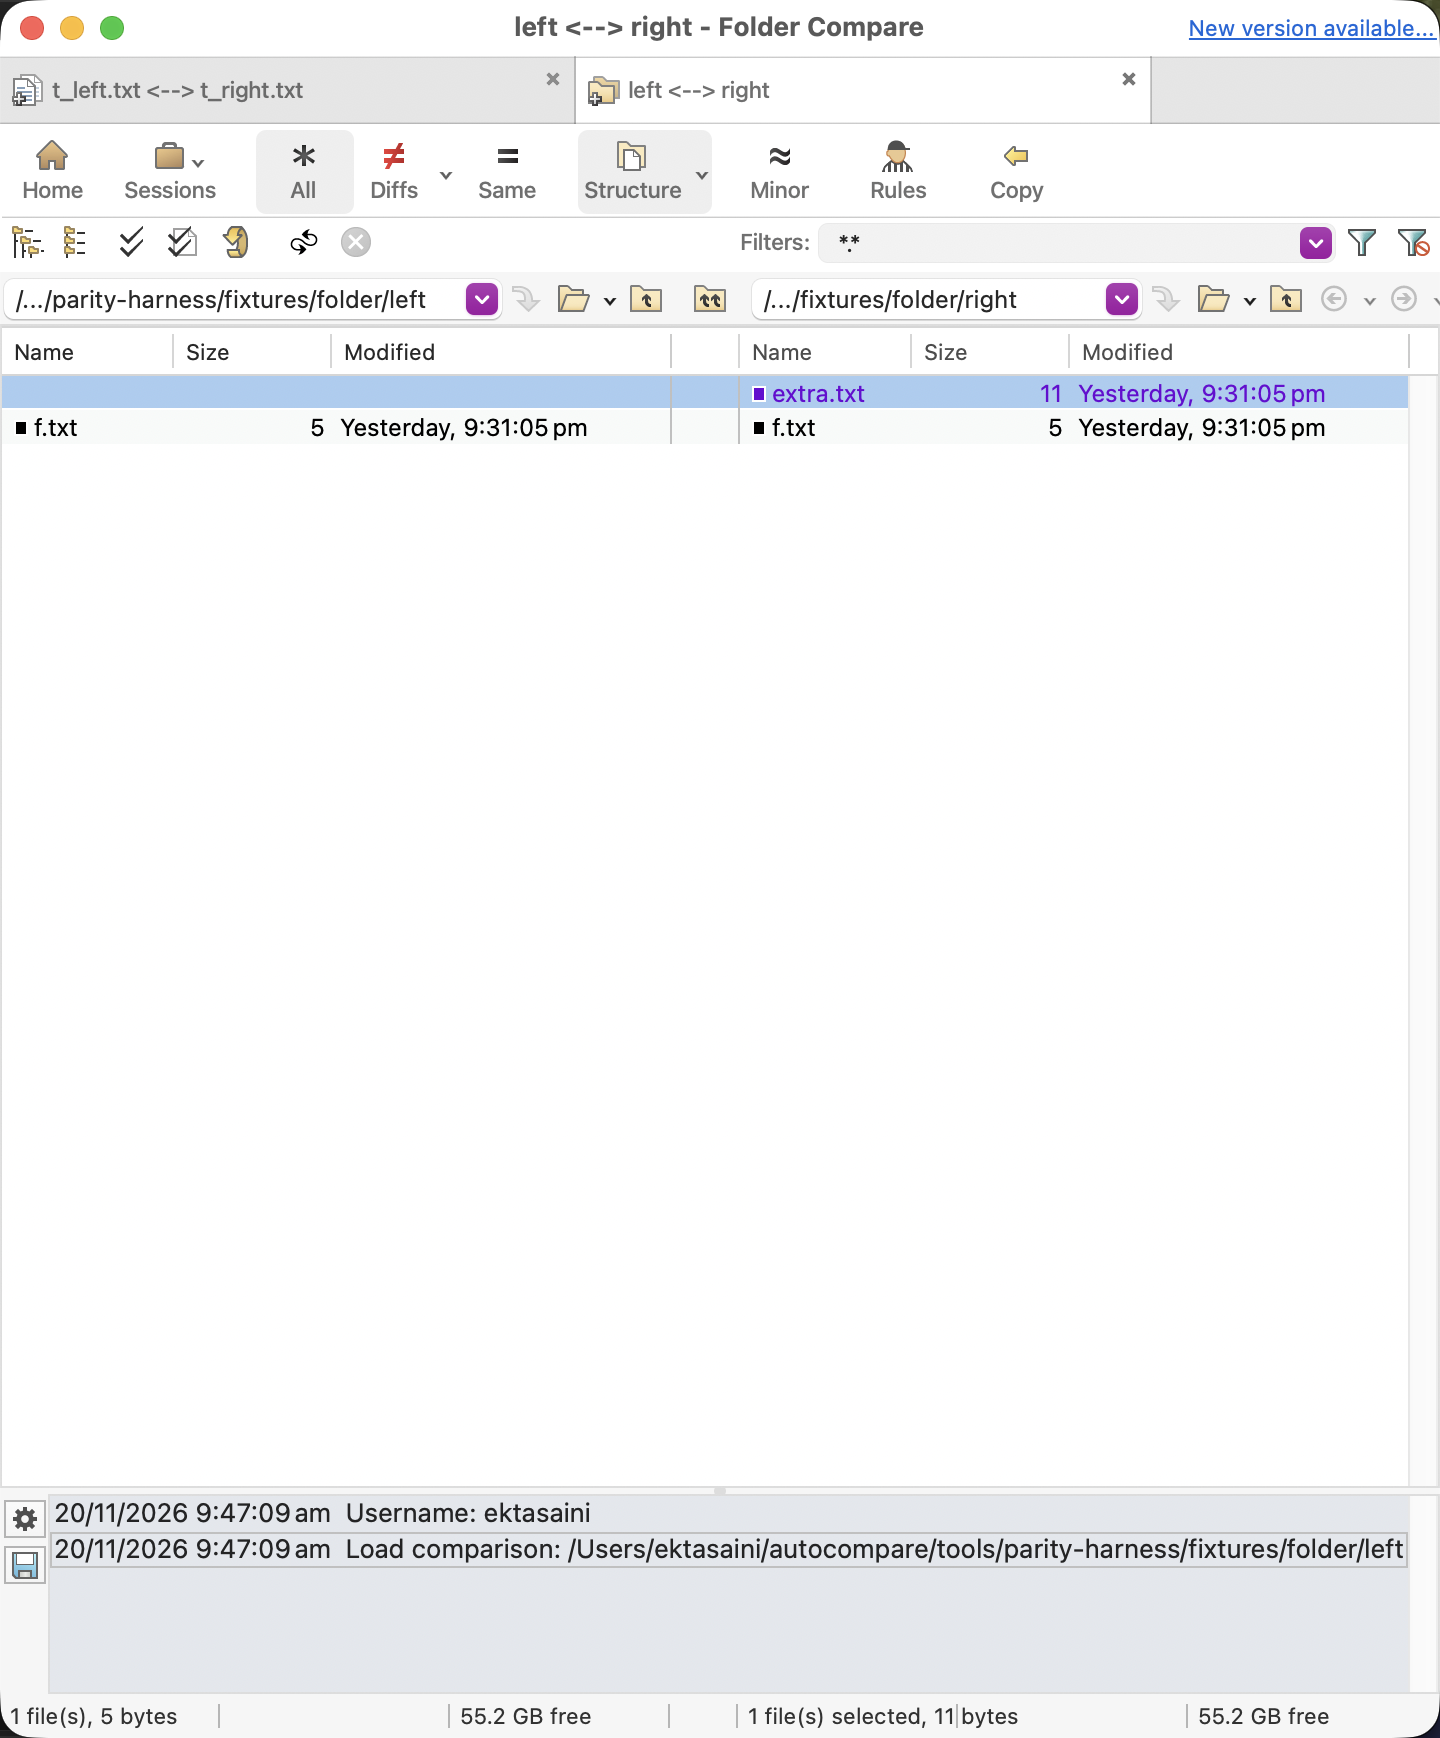 left <--> right - Folder Compare
New version available...
t_left.txt <--> t_right.txt
left <--> right
Home
Sessions
All
Diffs
Same
Structure
Minor
Rules
Copy
Filters:
*.*
/.../parity-harness/fixtures/folder/left
/.../fixtures/folder/right
Name Size Modified Name Size Modified
extra.txt 11 Yesterday, 9:31:05 pm
f.txt 5 Yesterday, 9:31:05 pm f.txt 5 Yesterday, 9:31:05 pm
20/11/2026 9:47:09 am Username: ektasaini
20/11/2026 9:47:09 am Load comparison: /Users/ektasaini/autocompare/tools/parity-harness/fixtures/folder/left
1 file(s), 5 bytes 55.2 GB free 1 file(s) selected, 11 bytes 55.2 GB free